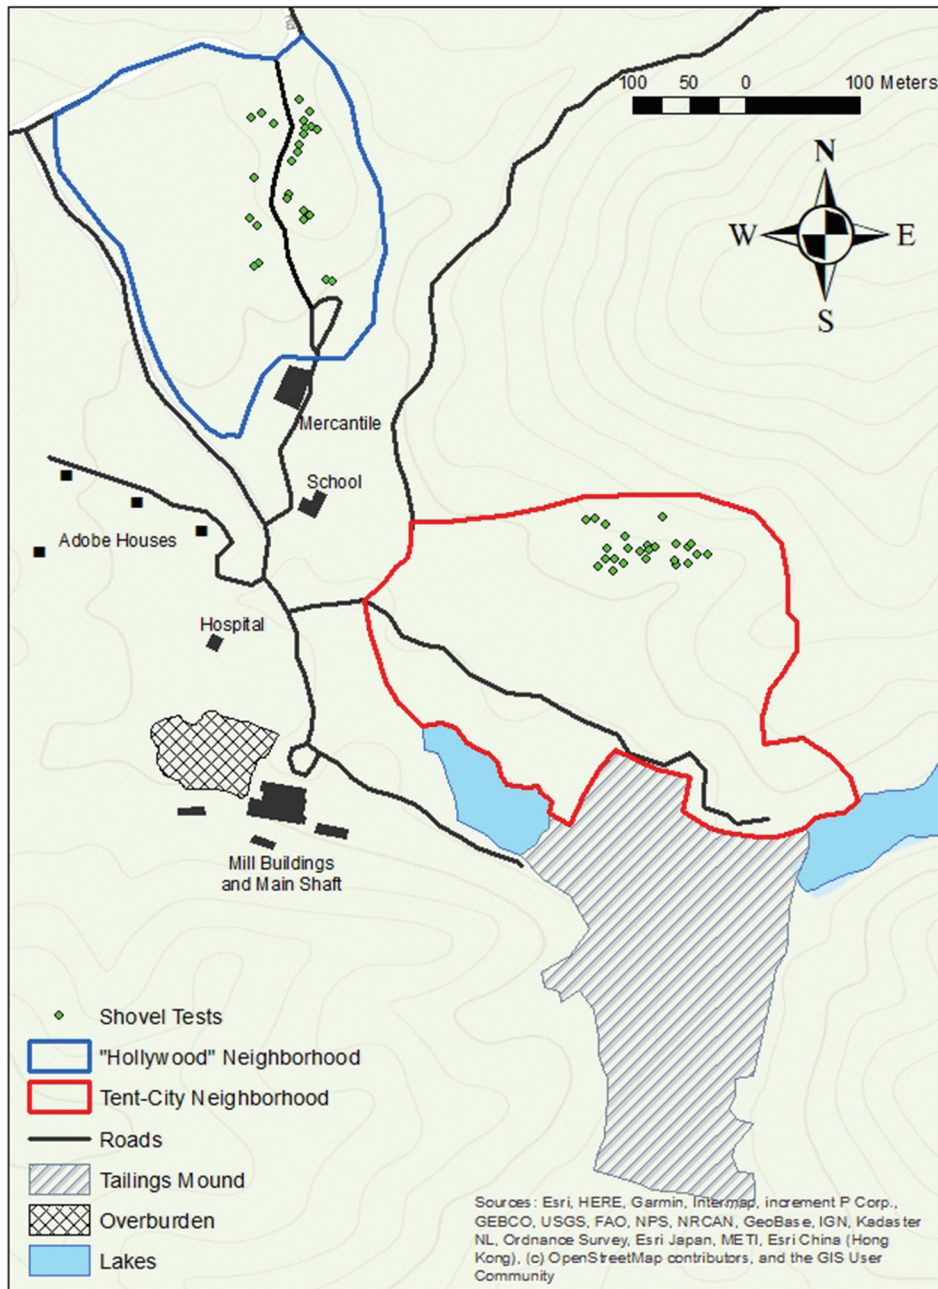 Rd
100 50 0 100 Meters
N
W E
S
Mercantile
School
Adobe Houses
Hospital
Mill Buildings
and Main Shaft
Shovel Tests
"Hollywood" Neighborhood
Tent-City Neighborhood
Roads
Tailings Mound
Overburden
Lakes
Sources: Esri, HERE, Garmin, Intermap, increment P Corp.,
GEBCO, USGS, FAO, NPS, NRCAN, GeoBase, IGN, Kadaster
NL, Ordnance Survey, Esri Japan, METI, Esri China (Hong
Kong), (c) OpenStreetMap contributors, and the GIS User
Community